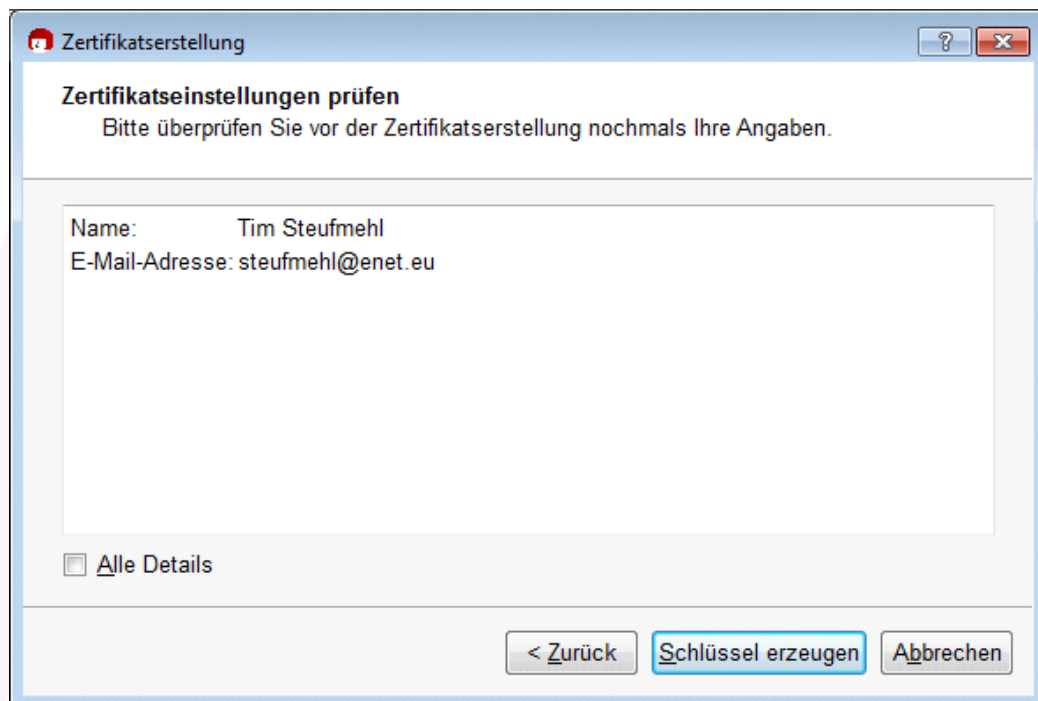 Zertifikatserstellung
Zertifikatseinstellungen prüfen
Bitte überprüfen Sie vor der Zertifikatserstellung nochmals Ihre Angaben.
Name: Tim Steufmehl
E-Mail-Adresse: steufmehl@enet.eu
Alle Details
< Zurück Schlüssel erzeugen Abbrechen